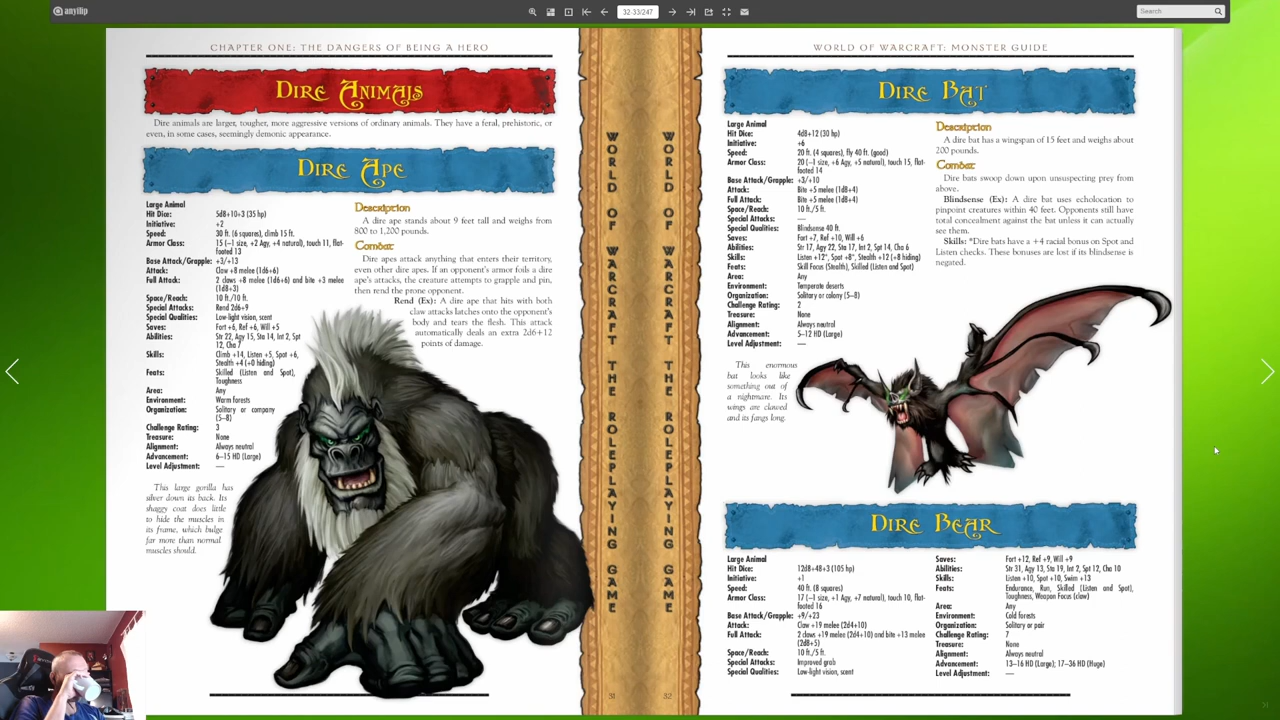 anyflip
32-33/247
Search
CHAPTER ONE: THE DANGERS OF BEING A HERO
Dire Animals
Dire animals are larger, tougher, more aggressive versions of ordinary animals. They have a feral, prehistoric, or
even, in some cases, seemingly demonic appearance.
Dire Ape
Large Animal
Hit Dice: 5d8+10+3 (35 hp)
Initiative: +2
Speed: 30 ft. (6 squares), climb 15 ft.
Armor Class: 15 (–1 size, +2 Agy, +4 natural), touch 11, flat-
footed 13
Base Attack/Grapple: +3/+13
Attack: Claw +8 melee (1d6+6)
Full Attack: 2 claws +8 melee (1d6+6) and bite +3 melee
(1d8+3)
Space/Reach: 10 ft./10 ft.
Special Attacks: Rend 2d6+9
Special Qualities: Low-light vision, scent
Saves: Fort +6, Ref +6, Will +5
Abilities: Str 22, Agy 15, Sta 14, Int 2, Spt
12, Cha 7
Skills: Climb +14, Listen +5, Spot +6,
Stealth +4 (+0 hiding)
Feats: Skilled (Listen and Spot),
Toughness
Area: Any
Environment: Warm forests
Organization: Solitary or company
(5–8)
Challenge Rating: 3
Treasure: None
Alignment: Always neutral
Advancement: 6–15 HD (Large)
Level Adjustment: —
This large gorilla has
silver down its back. Its
shaggy coat does little
to hide the muscles in
its frame, which bulge
far more than normal
muscles should.
Description
A dire ape stands about 9 feet tall and weighs from
800 to 1,200 pounds.
Combat
Dire apes attack anything that enters their territory,
even other dire apes. If an opponent's armor foils a dire
ape's attacks, the creature attempts to grapple and pin,
then rend the prone opponent.
Rend (Ex): A dire ape that hits with both
claw attacks latches onto the opponent's
body and tears the flesh. This attack
automatically deals an extra 2d6+12
points of damage.
WORLD OF WARCRAFT THE ROLEPLAYING GAME
31
WORLD OF WARCRAFT THE ROLEPLAYING GAME
32
WORLD OF WARCRAFT: MONSTER GUIDE
Dire Bat
Large Animal
Hit Dice: 4d8+12 (30 hp)
Initiative: +6
Speed: 20 ft. (4 squares), fly 40 ft. (good)
Armor Class: 20 (–1 size, +6 Agy, +5 natural), touch 15, flat-
footed 14
Base Attack/Grapple: +3/+10
Attack: Bite +5 melee (1d8+4)
Full Attack: Bite +5 melee (1d8+4)
Space/Reach: 10 ft./5 ft.
Special Attacks: —
Special Qualities: Blindsense 40 ft.
Saves: Fort +7, Ref +10, Will +6
Abilities: Str 17, Agy 22, Sta 17, Int 2, Spt 14, Cha 6
Skills: Listen +12*, Spot +8*, Stealth +12 (+8 hiding)
Feats: Skill Focus (Stealth), Skilled (Listen and Spot)
Area: Any
Environment: Temperate deserts
Organization: Solitary or colony (5–8)
Challenge Rating: 2
Treasure: None
Alignment: Always neutral
Advancement: 5–12 HD (Large)
Level Adjustment: —
This enormous
bat looks like
something out of
a nightmare. Its
wings are clawed
and its fangs long.
Description
A dire bat has a wingspan of 15 feet and weighs about
200 pounds.
Combat
Dire bats swoop down upon unsuspecting prey from
above.
Blindsense (Ex): A dire bat uses echolocation to
pinpoint creatures within 40 feet. Opponents still have
total concealment against the bat unless it can actually
see them.
Skills: *Dire bats have a +4 racial bonus on Spot and
Listen checks. These bonuses are lost if its blindsense is
negated.
Dire Bear
Large Animal
Hit Dice: 12d8+48+3 (105 hp)
Initiative: +1
Speed: 40 ft. (8 squares)
Armor Class: 17 (–1 size, +1 Agy, +7 natural), touch 10, flat-
footed 16
Base Attack/Grapple: +9/+23
Attack: Claw +19 melee (2d4+10)
Full Attack: 2 claws +19 melee (2d4+10) and bite +13 melee
(2d8+5)
Space/Reach: 10 ft./5 ft.
Special Attacks: Improved grab
Special Qualities: Low-light vision, scent
Saves: Fort +12, Ref +9, Will +9
Abilities: Str 31, Agy 13, Sta 19, Int 2, Spt 12, Cha 10
Skills: Listen +10, Spot +10, Swim +13
Feats: Endurance, Run, Skilled (Listen and Spot),
Toughness, Weapon Focus (claw)
Area: Any
Environment: Cold forests
Organization: Solitary or pair
Challenge Rating: 7
Treasure: None
Alignment: Always neutral
Advancement: 13–16 HD (Large); 17–36 HD (Huge)
Level Adjustment: —